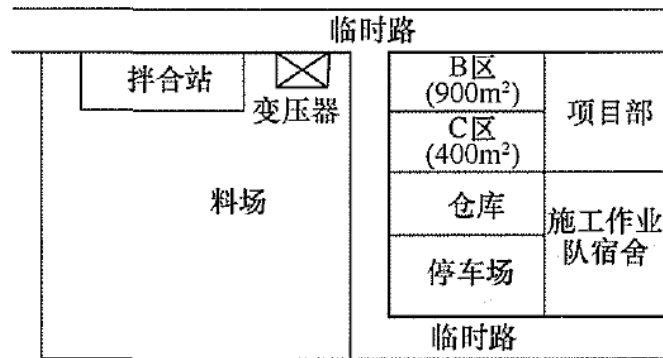 临时路
拌合站
变压器
料场
B区
(900m²)
C区
(400m²)
项目部
仓库
停车场
施工作业
队宿舍
临时路